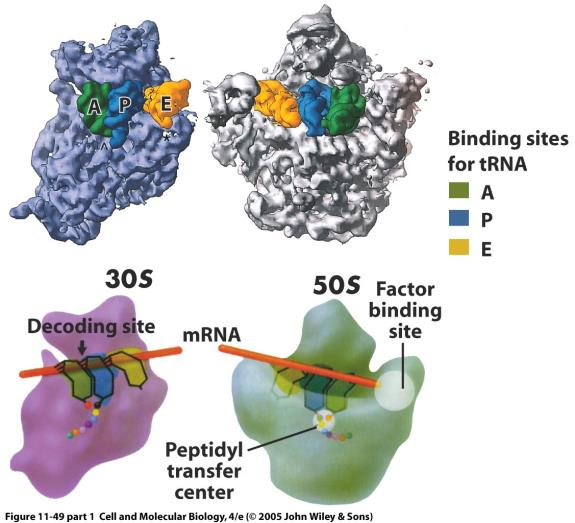 A P E
Binding sites
for tRNA
A
P
E
30S
50S
Factor
binding
site
Decoding site
mRNA
Peptidyl
transfer
center
Figure 11-49 part 1 Cell and Molecular Biology, 4/e (© 2005 John Wiley & Sons)